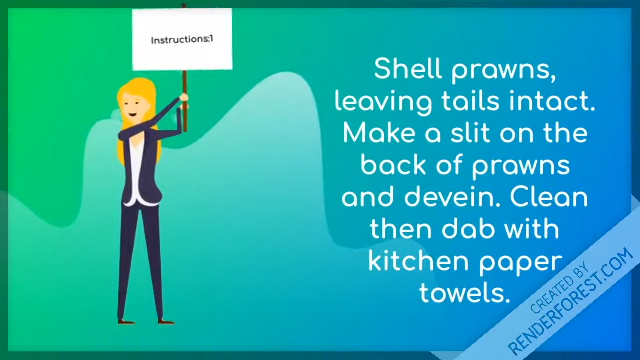 Instructions:1
Shell prawns,
leaving tails intact.
Make a slit on the
back of prawns
and devein. Clean
then dab with
kitchen paper
towels.
CREATED BY
RENDERFOREST.COM